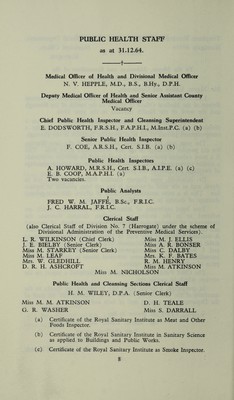 PUBLIC HEALTH STAFF
as at 31.12.64.
Medical Officer of Health and Divisional Medical Officer
N. V. HEPPLE, M.D., B.S., B.Hy., D.P.H.
Deputy Medical Officer of Health and Senior Assistant County
Medical Officer
Vacancy
Chief Public Health Inspector and Cleansing Superintendent
E. DODSWORTH, F.R.S.H., F.A.P.H.I., M.Inst.P.C. (a) (b)
Senior Public Health Inspector
F. COE, A.R.S.H., Cert. S.I.B. (a) (b)
Public Health Inspectors
A. HOWARD, M.R.S.H., Cert. S.I.B., A.I.P.E. (a) (c)
E. B. COOP, M.A.P.H.I. (a)
Two vacancies.
Public Analysts
FRED W. M. JAFFÉ, B.Sc., F.R.I.C.
J. C. HARRAL, F.R.I.C.
Clerical Staff
(also Clerical Staff of Division No. 7 (Harrogate) under the scheme of
Divisional Administration of the Preventive Medical Services).
L. R. WILKINSON (Chief Clerk) Miss M. J. ELLIS
J. E. BIELBY (Senior Clerk) Miss A. R. BONSER
Miss M. STARKEY (Senior Clerk) Miss M. DALY
Miss M. LEAF Mrs. K. F. BATES
Mrs. W. GLEDHILL R. M. HENRY
D. R. H. ASHCROFT Miss M. ATKINSON
Miss M. NICHOLSON
Public Health and Cleansing Sections Clerical Staff
H. M. WILEY, D.P.A. (Senior Clerk)
Miss M. M. ATKINSON D. H. TEALE
G. R. WASHER Miss S. DARRALL
(a) Certificate of the Royal Sanitary Institute as Meat and Other
Foods Inspector.
(b) Certificate of the Royal Sanitary Institute in Sanitary Science
as applied to Buildings and Public Works.
(c) Certificate of the Royal Sanitary Institute as Smoke Inspector.
8